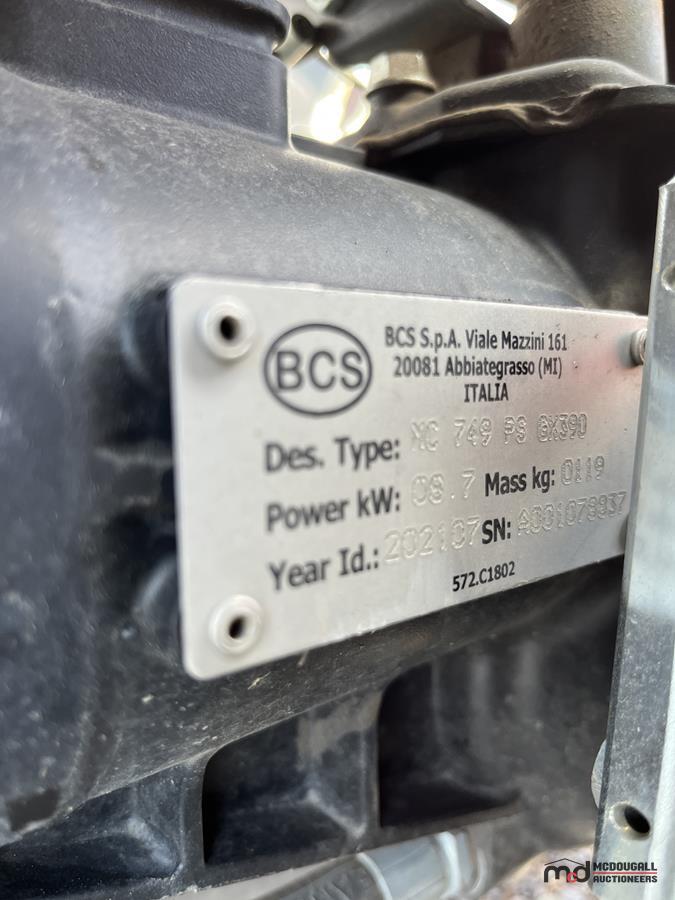 BCS
BCS S.p.A. Viale Mazzini 161
20081 Abbiategrasso (MI)
ITALIA
Des. Type: MC 749 PS GX390
Power kW: 08.7 Mass kg: 0119
Year Id.: 202107 SN:
572.C1802
md MCDOUGALL
AUCTIONEERS